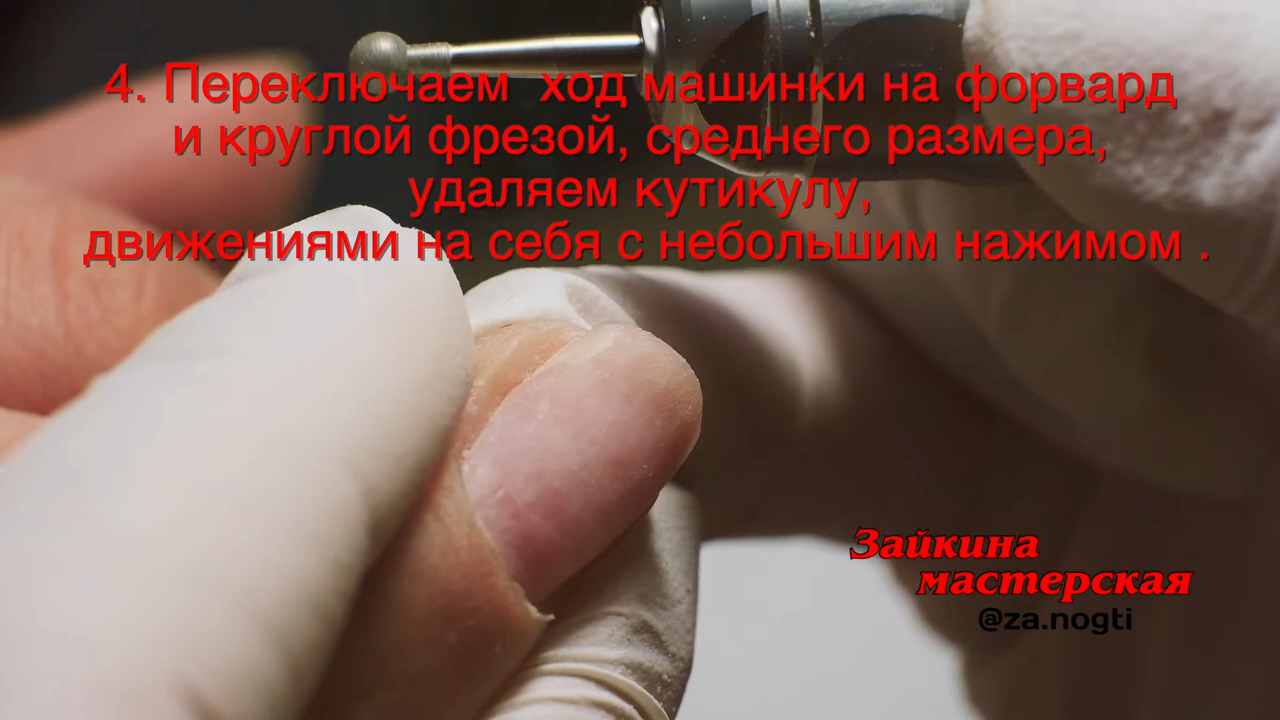 4. Переключаем ход машинки на форвард
и круглой фрезой, среднего размера,
удаляем кутикулу,
движениями на себя с небольшим нажимом .
Зайкина
мастерская
@za.nogti